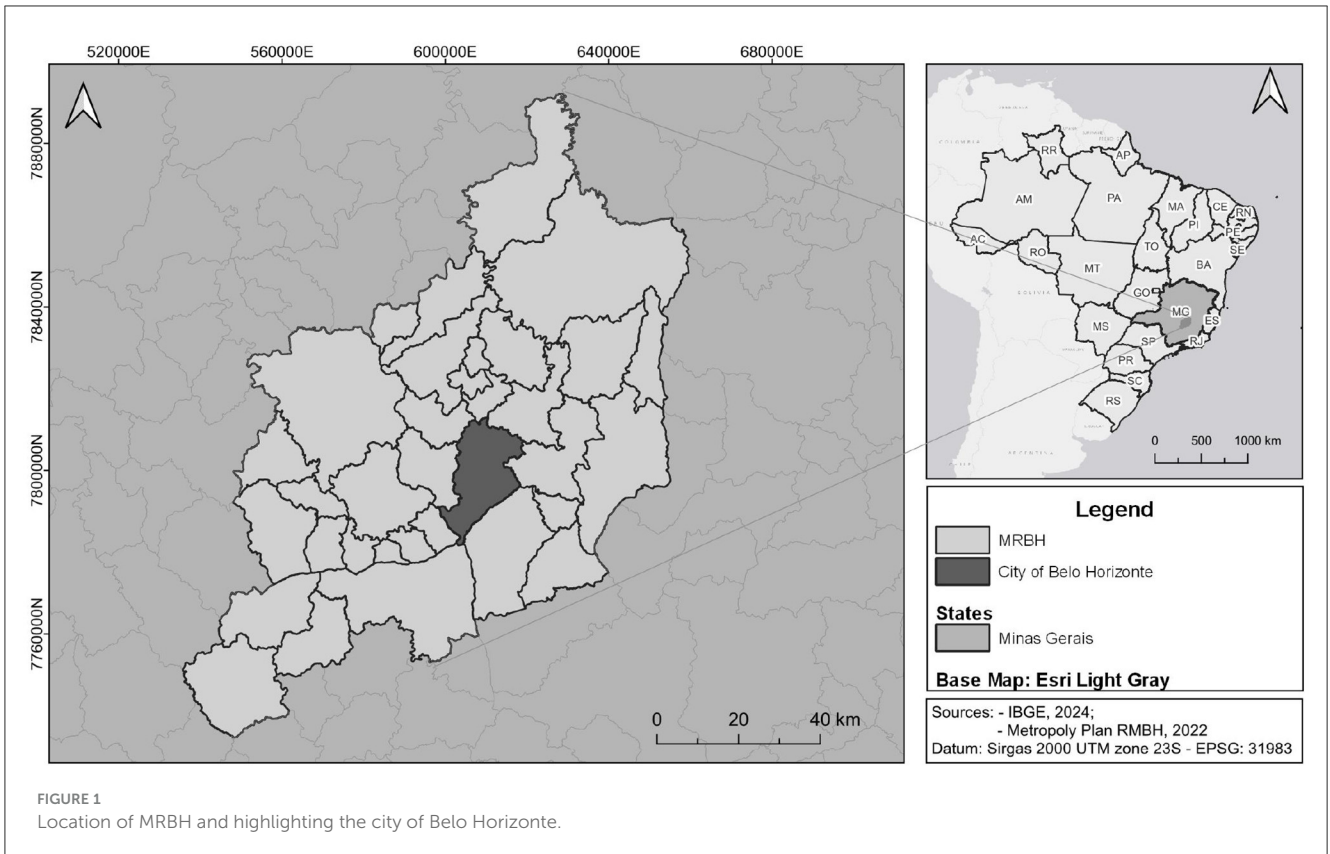 520000E 560000E 600000E 640000E 680000E
7880000N
7840000N
7800000N
7760000N
0 20 40 km
COLOMBIA
RR
AP
AM
PA
MA
CE
RN
PI
PE
AC
TO
SE
RO
BA
MT
BOLIVIA
GO
MG
MS
ES
SP
RJ
PR
SC
RS
0 500 1000 km
Legend
MRBH
City of Belo Horizonte
States
Minas Gerais
Base Map: Esri Light Gray
Sources: - IBGE, 2024;
- Metropoly Plan RMBH, 2022
Datum: Sirgas 2000 UTM zone 23S - EPSG: 31983
FIGURE 1
Location of MRBH and highlighting the city of Belo Horizonte.